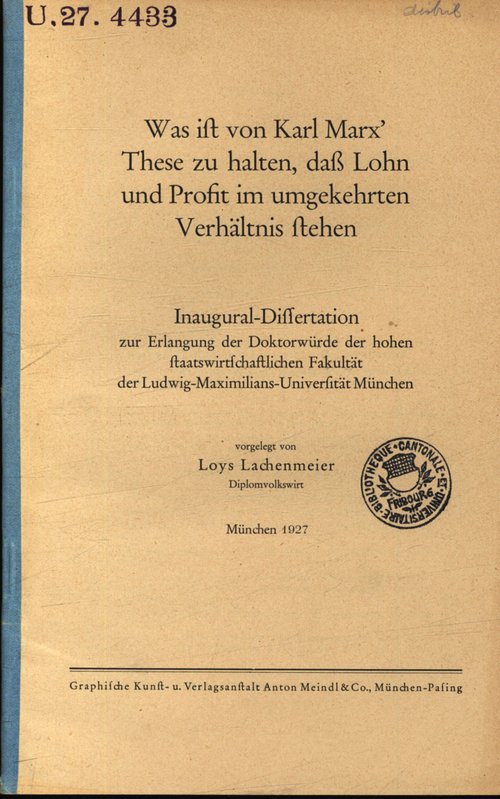 U.27. 4433
Was iſt von Karl Marx'
These zu halten, daß Lohn
und Profit im umgekehrten
Verhältnis ſtehen
Inaugural-Diſſertation
zur Erlangung der Doktorwürde der hohen
ſtaatswirtſchaftlichen Fakultät
der Ludwig-Maximilians-Univerſität München
vorgelegt von
Loys Lachenmeier
Diplomvolkswirt
BIBLIOTHEQUE • CANTONALE • ET • UNIVERSITAIRE •
FRIBOURG
München 1927
Graphiſche Kunſt- u. Verlagsanſtalt Anton Meindl & Co., München-Paſing